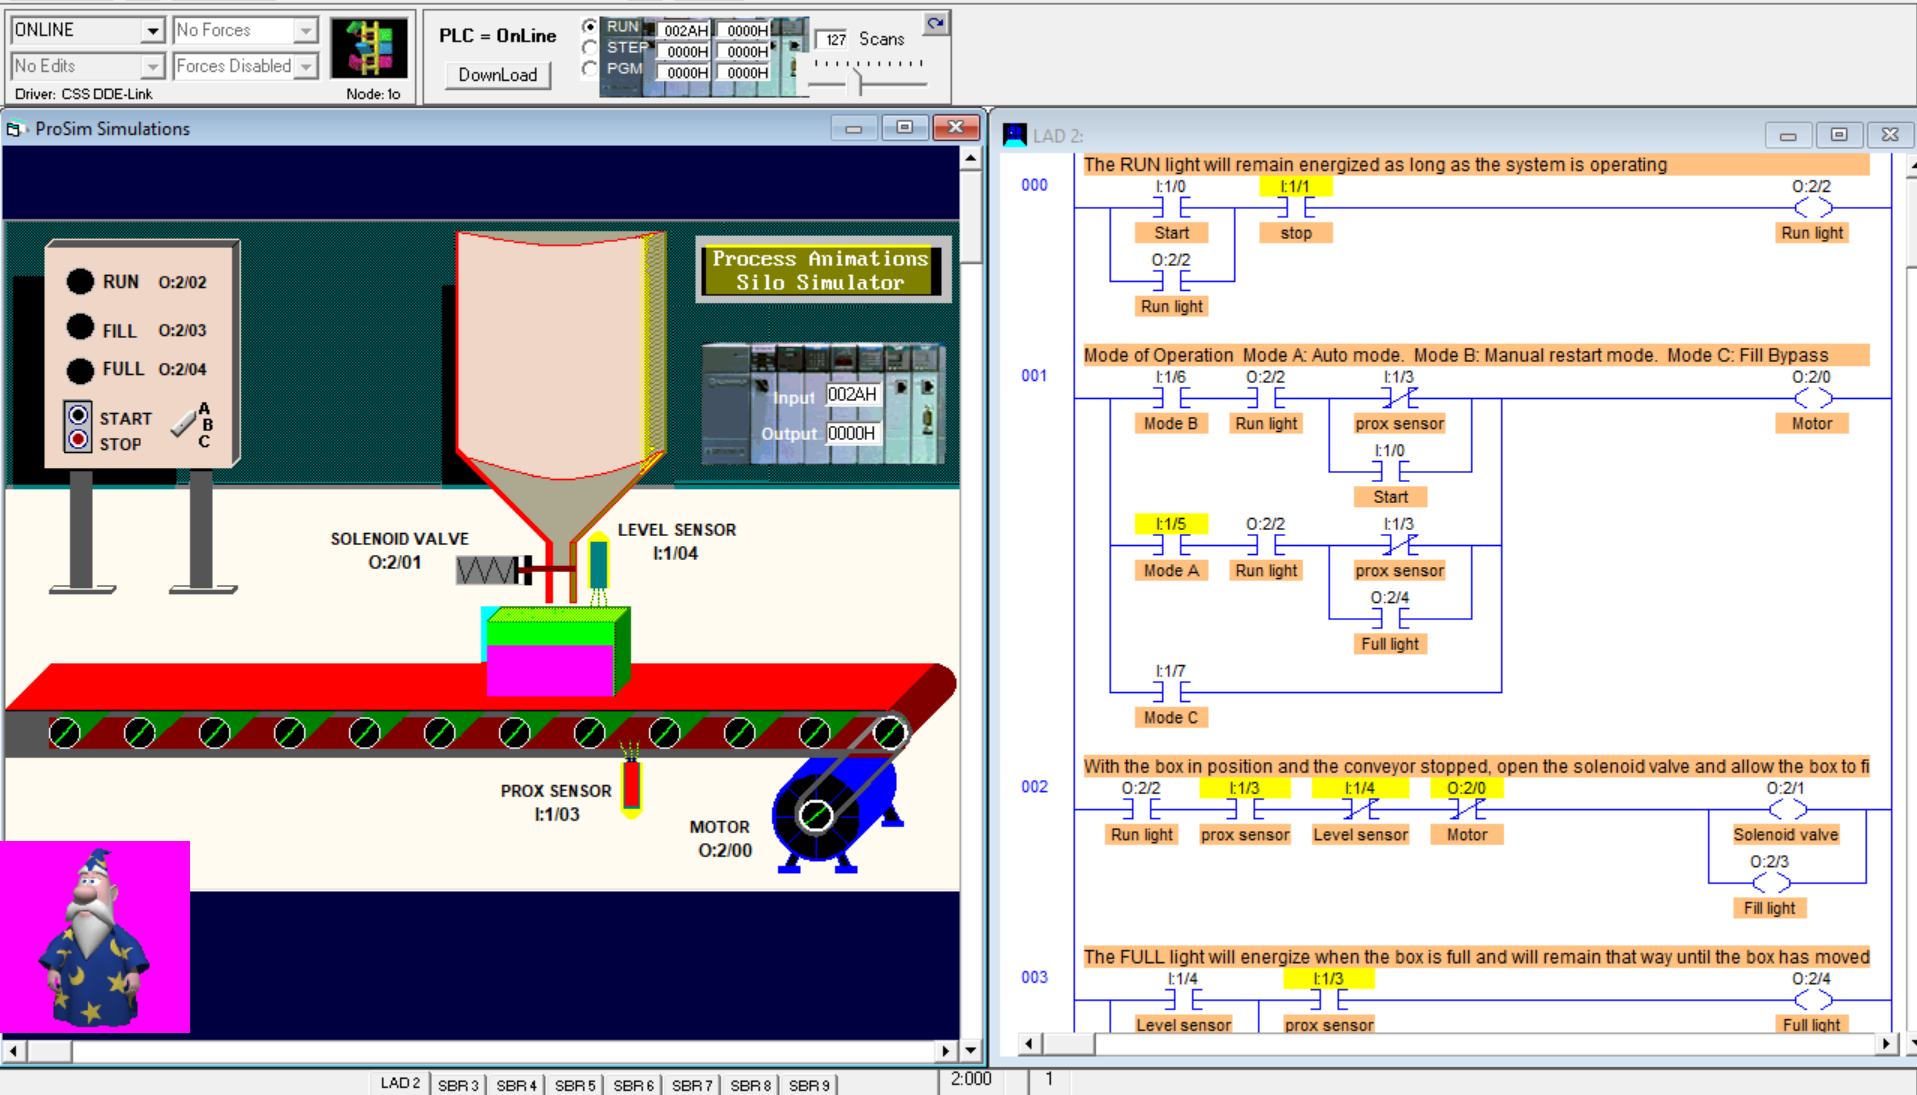 ONLINE
No Forces
No Edits
Forces Disabled
Driver: CSS DDE-Link
Node: 1o
PLC = OnLine
DownLoad
RUN
STEP
PGM
002AH 0000H
0000H 0000H
0000H 0000H
127 Scans
ProSim Simulations
RUN O:2/02
FILL O:2/03
FULL O:2/04
START
STOP
A
B
C
Process Animations
Silo Simulator
Input 002AH
Output 0000H
SOLENOID VALVE
O:2/01
LEVEL SENSOR
I:1/04
PROX SENSOR
I:1/03
MOTOR
O:2/00
LAD 2:
The RUN light will remain energized as long as the system is operating
000
I:1/0 I:1/1 O:2/2
Start stop Run light
O:2/2
Run light
Mode of Operation Mode A: Auto mode. Mode B: Manual restart mode. Mode C: Fill Bypass
001
I:1/6 O:2/2 I:1/3 O:2/0
Mode B Run light prox sensor Motor
I:1/0
Start
I:1/5 O:2/2 I:1/3
Mode A Run light prox sensor
O:2/4
Full light
I:1/7
Mode C
With the box in position and the conveyor stopped, open the solenoid valve and allow the box to fi
002
O:2/2 I:1/3 I:1/4 O:2/0 O:2/1
Run light prox sensor Level sensor Motor Solenoid valve
O:2/3
Fill light
The FULL light will energize when the box is full and will remain that way until the box has moved
003
I:1/4 I:1/3 O:2/4
Level sensor prox sensor Full light
LAD 2 SBR 3 SBR 4 SBR 5 SBR 6 SBR 7 SBR 8 SBR 9
2:000 1